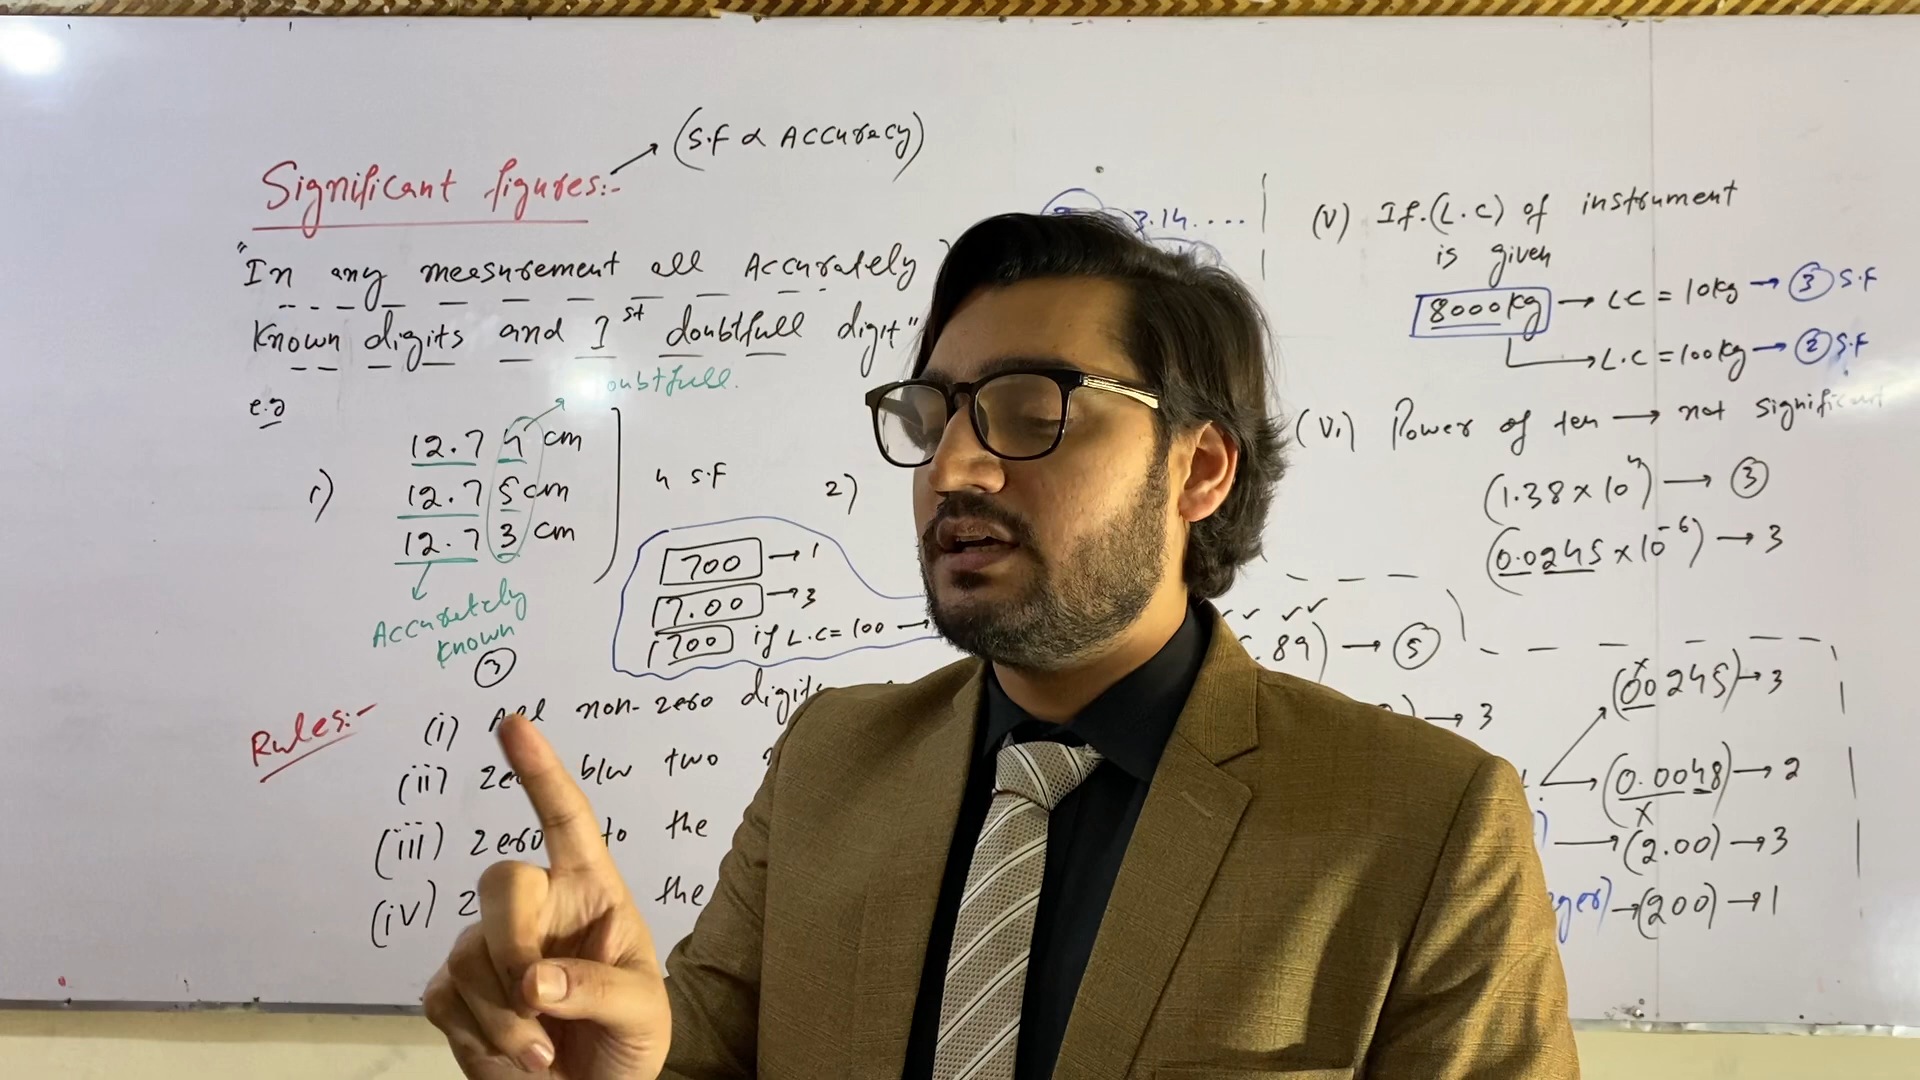 (S.F ∝ Accuracy)
Significant figures:-
"In any measurement all Accurately
known digits and 1st doubtfull digit"
oubtfull.
e.g
1)
12.74 cm
12.75 cm
12.73 cm
4 S.F
Accurately
known
(3)
2)
700 → 1
7.00 → 3
700 if L.C = 100 →
3.14....
Rules:-
(i) All non-zero digits
(ii) b/w two
(iii) zero to the
(iv) the
.89) → (5)
→ 3
(v) If (L.C) of instrument
is given
8000kg → LC = 10kg → (3) S.F
→ L.C = 100kg → (2) S.F
(vi) Power of ten → not significant
(1.38 × 10⁴) → (3)
(0.0245 × 10⁻⁶) → 3
(00245) → 3
(0.0048) → 2
x
→ (2.00) → 3
ger) → (200) → 1